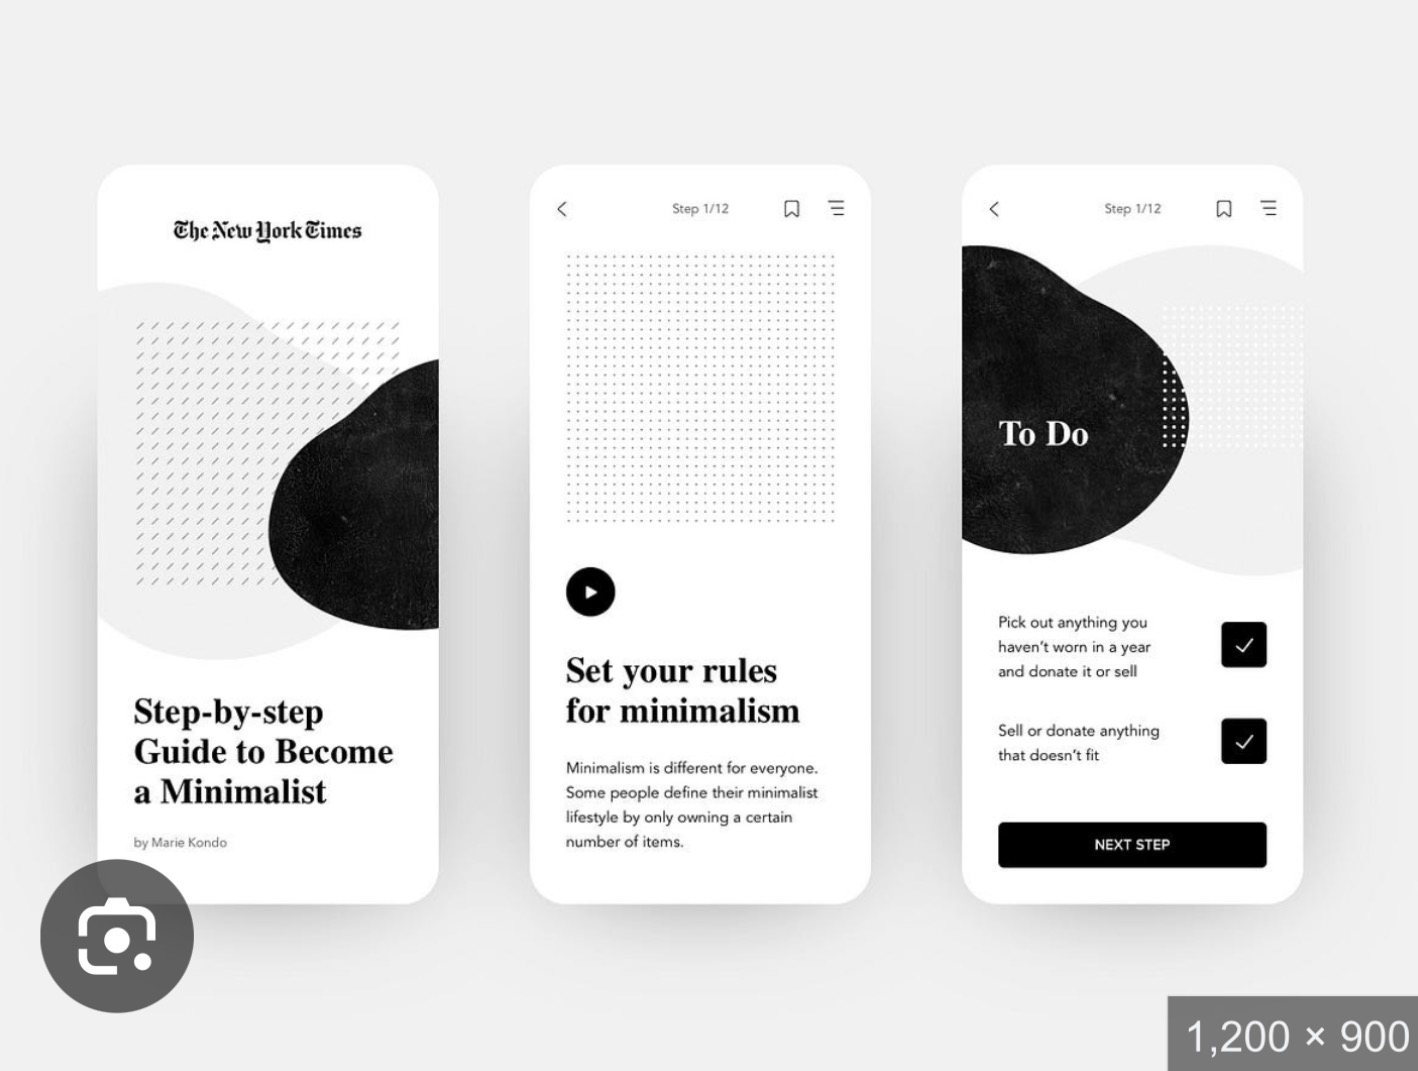 The New York Times
Step-by-step
Guide to Become
a Minimalist
by Marie Kondo
Step 1/12
Set your rules
for minimalism
Minimalism is different for everyone.
Some people define their minimalist
lifestyle by only owning a certain
number of items.
Step 1/12
To Do
Pick out anything you
haven't worn in a year
and donate it or sell
Sell or donate anything
that doesn't fit
NEXT STEP
1,200 × 900